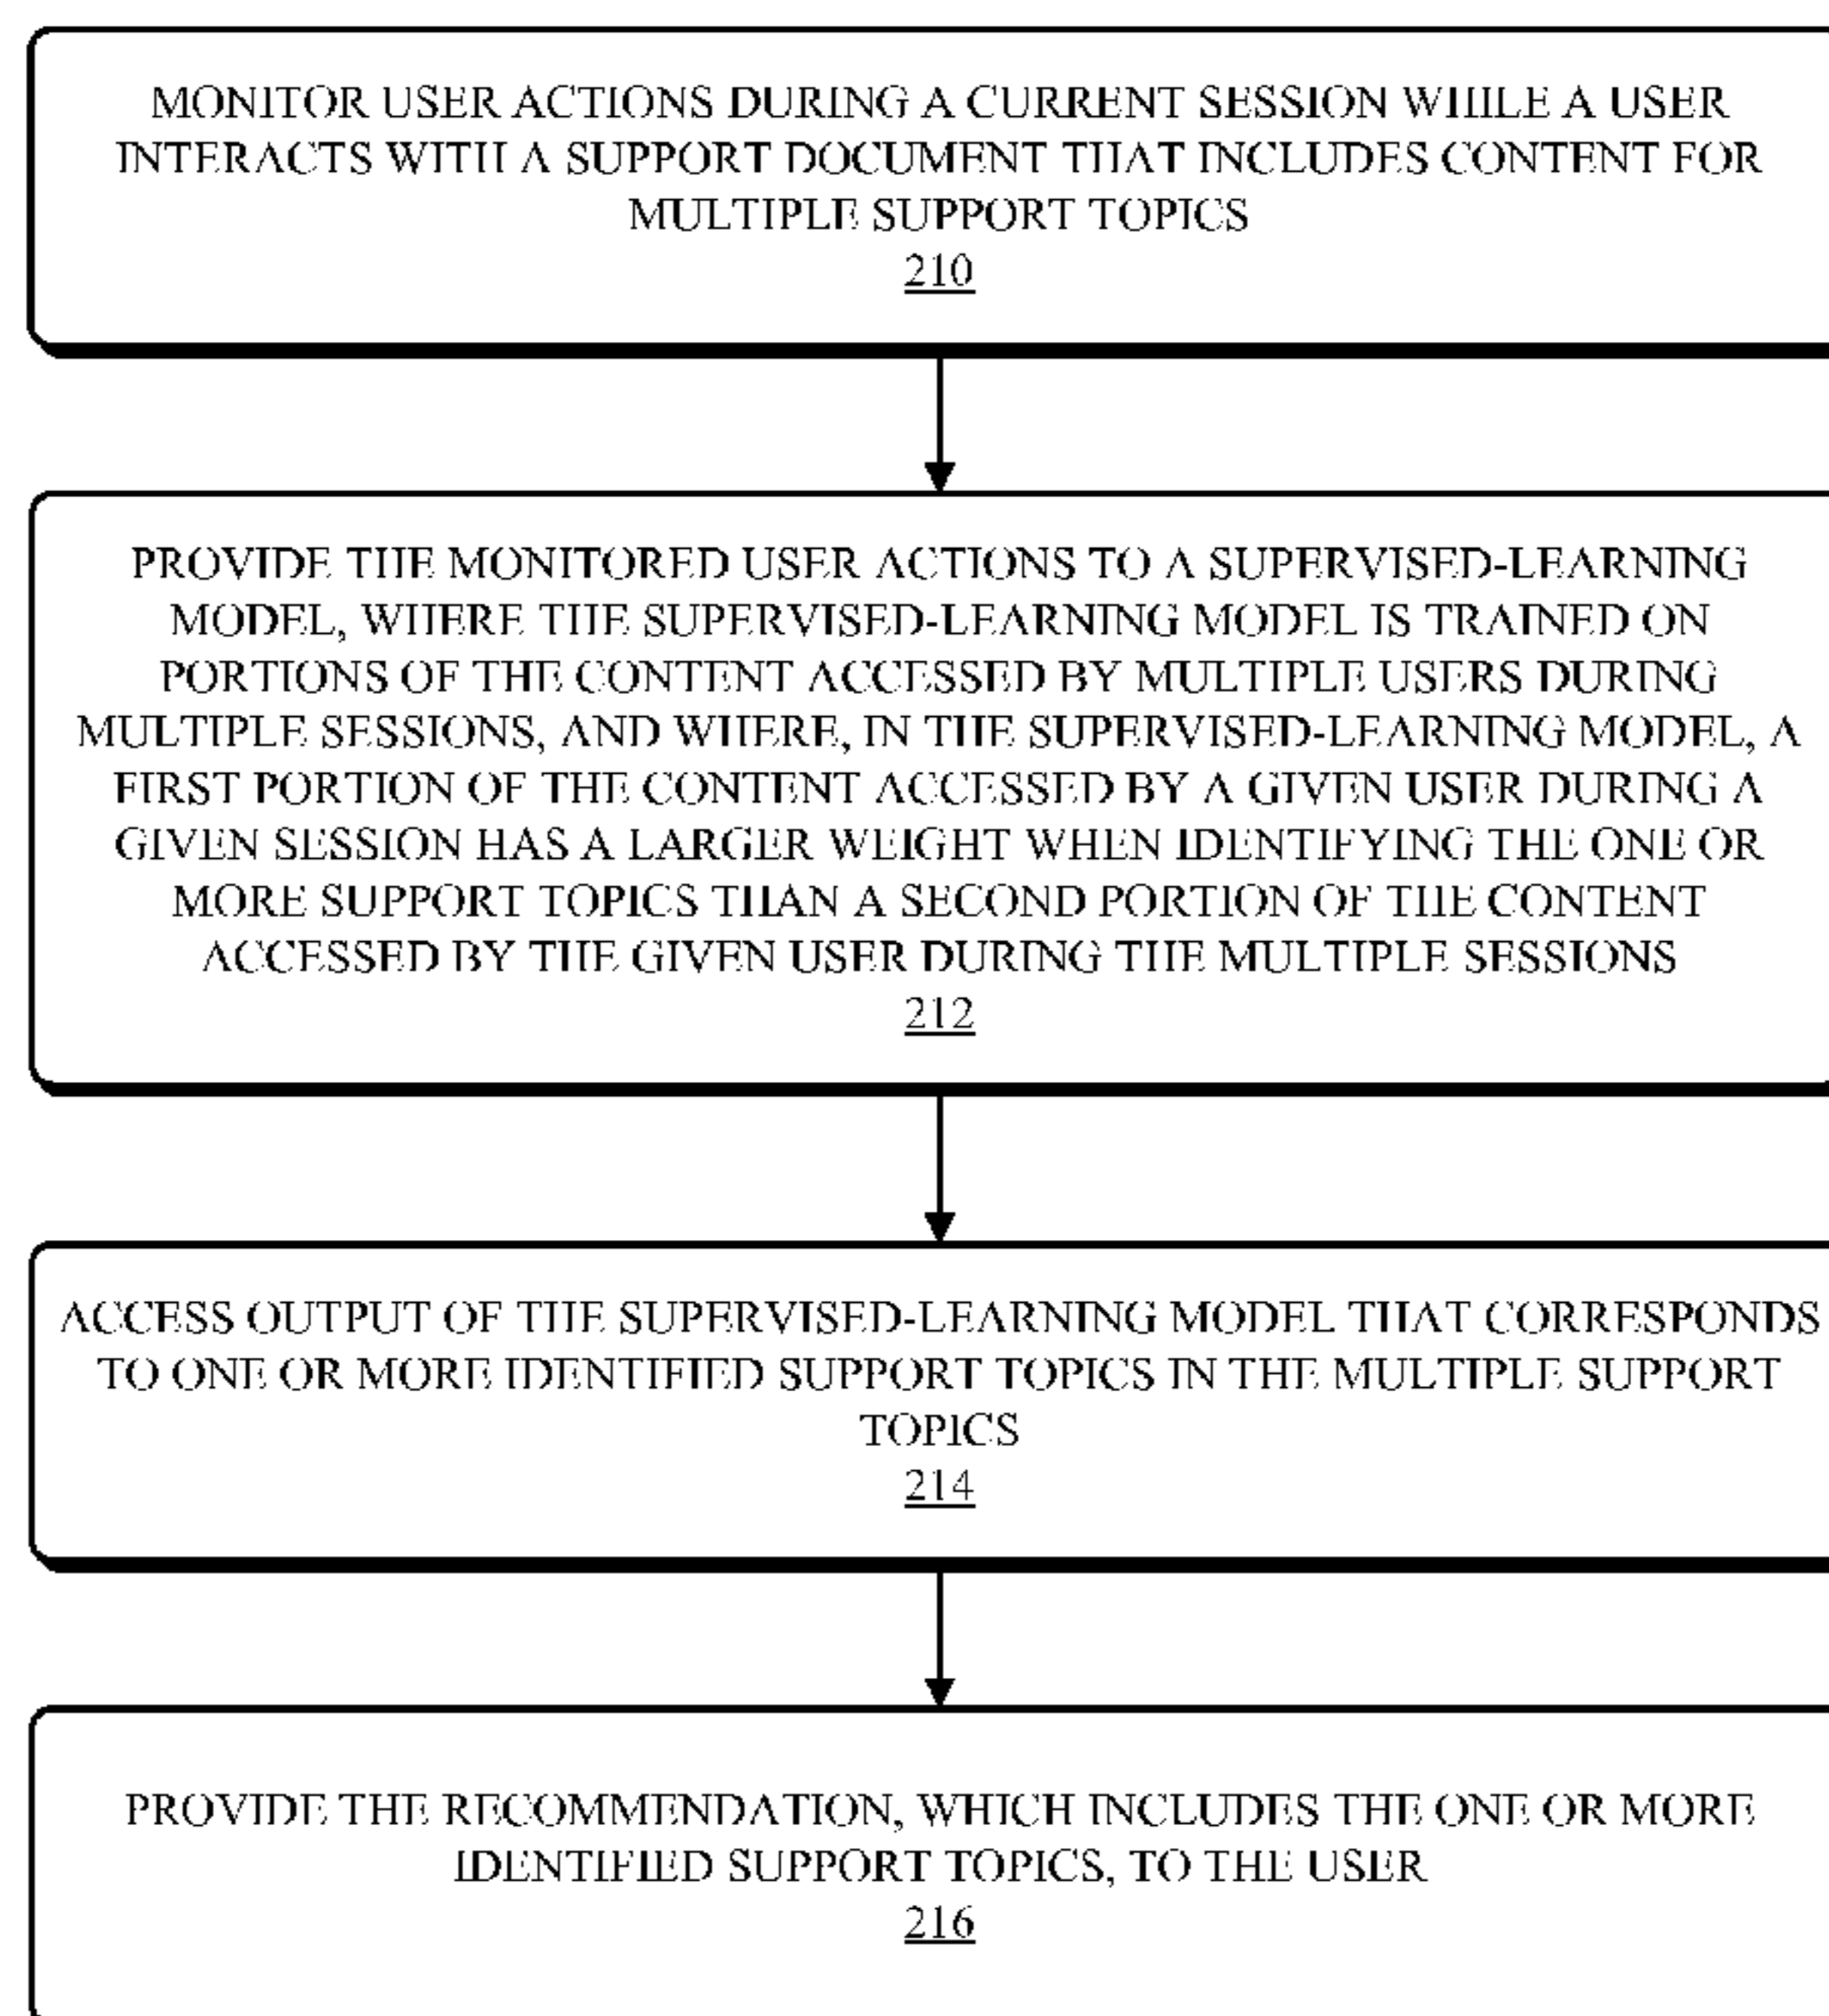 MONITOR USER ACTIONS DURING A CURRENT SESSION WHILE A USER
INTERACTS WITH A SUPPORT DOCUMENT THAT INCLUDES CONTENT FOR
MULTIPLE SUPPORT TOPICS
210
PROVIDE THE MONITORED USER ACTIONS TO A SUPERVISED-LEARNING
MODEL, WHERE THE SUPERVISED-LEARNING MODEL IS TRAINED ON
PORTIONS OF THE CONTENT ACCESSED BY MULTIPLE USERS DURING
MULTIPLE SESSIONS, AND WHERE, IN THE SUPERVISED-LEARNING MODEL, A
FIRST PORTION OF THE CONTENT ACCESSED BY A GIVEN USER DURING A
GIVEN SESSION HAS A LARGER WEIGHT WHEN IDENTIFYING THE ONE OR
MORE SUPPORT TOPICS THAN A SECOND PORTION OF THE CONTENT
ACCESSED BY THE GIVEN USER DURING THE MULTIPLE SESSIONS
212
ACCESS OUTPUT OF THE SUPERVISED-LEARNING MODEL THAT CORRESPONDS
TO ONE OR MORE IDENTIFIED SUPPORT TOPICS IN THE MULTIPLE SUPPORT
TOPICS
214
PROVIDE THE RECOMMENDATION, WHICH INCLUDES THE ONE OR MORE
IDENTIFIED SUPPORT TOPICS, TO THE USER
216